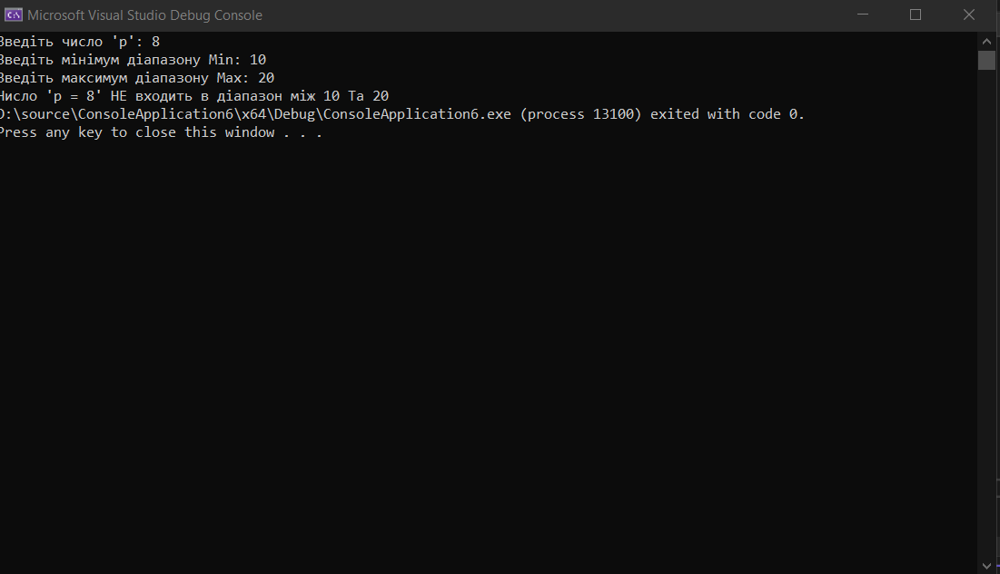 Microsoft Visual Studio Debug Console
Введіть число 'p': 8
Введіть мінімум діапазону Min: 10
Введіть максимум діапазону Max: 20
Число 'p = 8' НЕ входить в діапазон між 10 Та 20
D:\source\ConsoleApplication6\x64\Debug\ConsoleApplication6.exe (process 13100) exited with code 0.
Press any key to close this window . . .